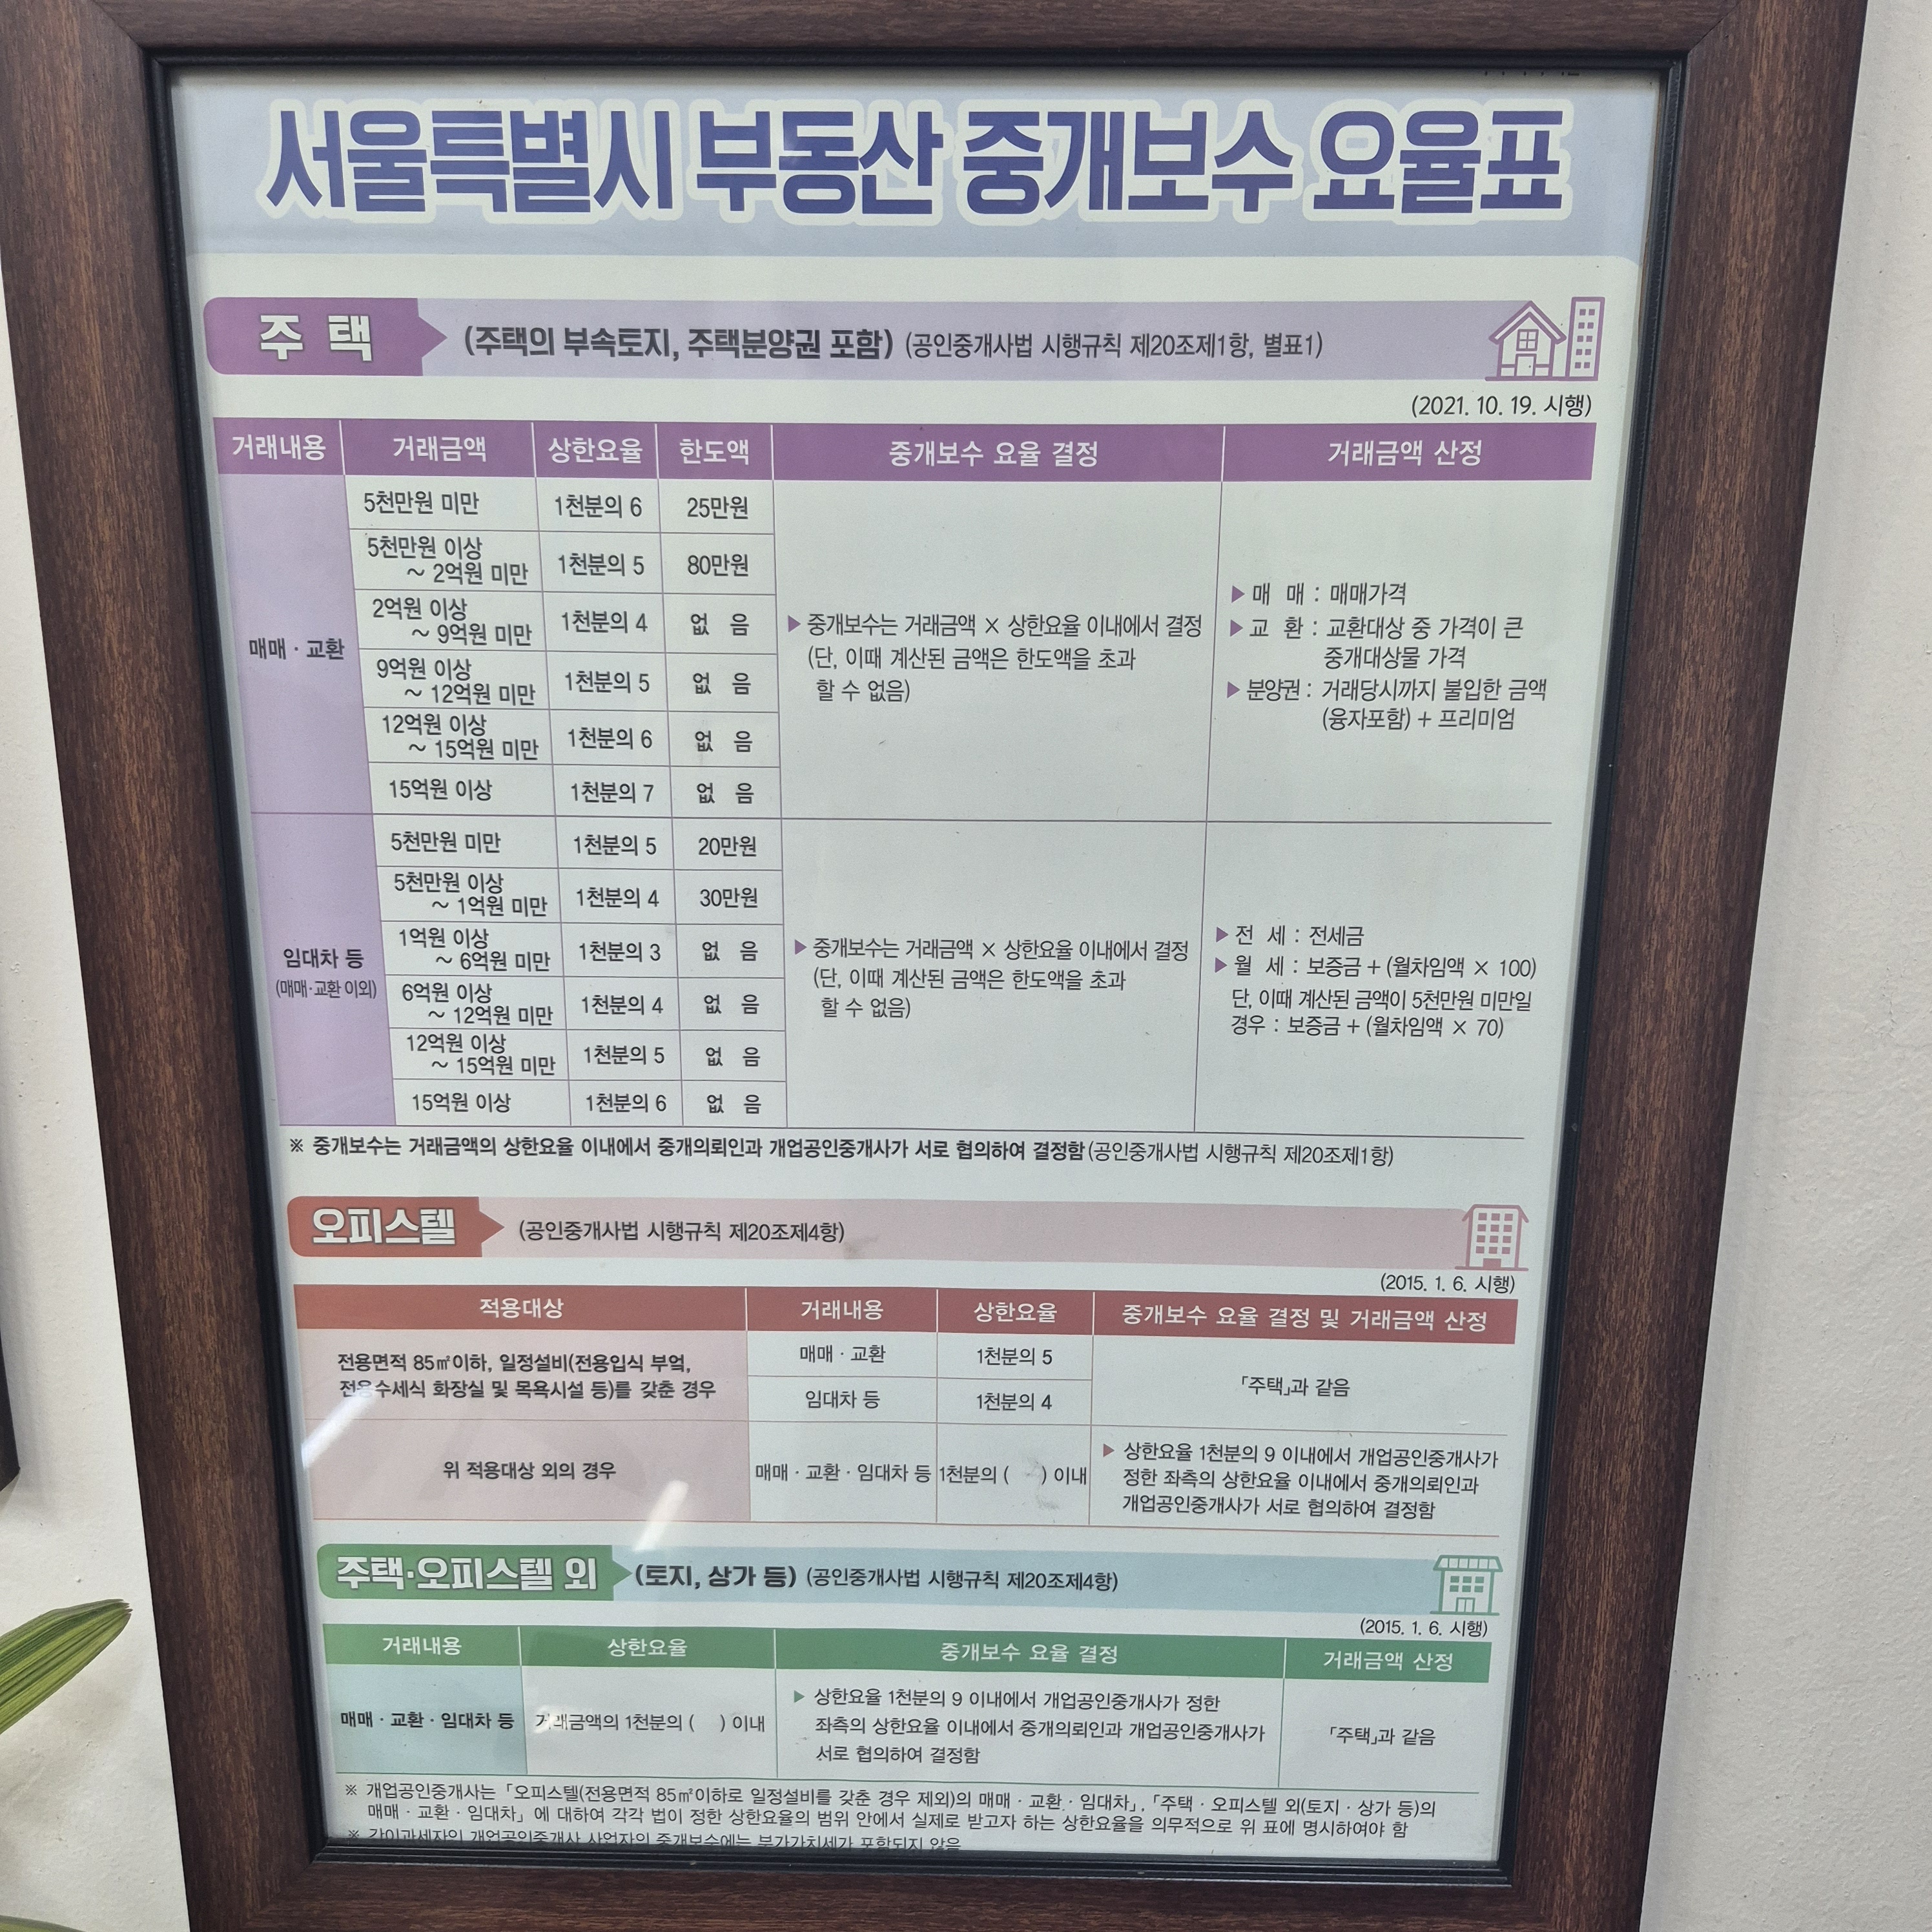 서울특별시 부동산 중개보수 요율표
주 택 (주택의 부속토지, 주택분양권 포함) (공인중개사법 시행규칙 제20조제1항, 별표1)
(2021. 10. 19. 시행)
거래내용 거래금액 상한요율 한도액 중개보수 요율 결정 거래금액 산정
매매 · 교환
5천만원 미만 1천분의 6 25만원
5천만원 이상
~ 2억원 미만 1천분의 5 80만원
2억원 이상
~ 9억원 미만 1천분의 4 없 음
9억원 이상
~ 12억원 미만 1천분의 5 없 음
12억원 이상
~ 15억원 미만 1천분의 6 없 음
15억원 이상 1천분의 7 없 음
▶ 중개보수는 거래금액 × 상한요율 이내에서 결정
(단, 이때 계산된 금액은 한도액을 초과
할 수 없음)
▶ 매 매 : 매매가격
▶ 교 환 : 교환대상 중 가격이 큰
중개대상물 가격
▶ 분양권 : 거래당시까지 불입한 금액
(융자포함) + 프리미엄
임대차 등
(매매·교환 이외)
5천만원 미만 1천분의 5 20만원
5천만원 이상
~ 1억원 미만 1천분의 4 30만원
1억원 이상
~ 6억원 미만 1천분의 3 없 음
6억원 이상
~ 12억원 미만 1천분의 4 없 음
12억원 이상
~ 15억원 미만 1천분의 5 없 음
15억원 이상 1천분의 6 없 음
▶ 중개보수는 거래금액 × 상한요율 이내에서 결정
(단, 이때 계산된 금액은 한도액을 초과
할 수 없음)
▶ 전 세 : 전세금
▶ 월 세 : 보증금 + (월차임액 × 100)
단, 이때 계산된 금액이 5천만원 미만일
경우 : 보증금 + (월차임액 × 70)
※ 중개보수는 거래금액의 상한요율 이내에서 중개의뢰인과 개업공인중개사가 서로 협의하여 결정함(공인중개사법 시행규칙 제20조제1항)
오피스텔 (공인중개사법 시행규칙 제20조제4항)
(2015. 1. 6. 시행)
적용대상 거래내용 상한요율 중개보수 요율 결정 및 거래금액 산정
전용면적 85㎡이하, 일정설비(전용입식 부엌,
전용수세식 화장실 및 목욕시설 등)를 갖춘 경우
매매 · 교환 1천분의 5
임대차 등 1천분의 4
「주택」과 같음
위 적용대상 외의 경우 매매 · 교환 · 임대차 등 1천분의 ( ) 이내
▶ 상한요율 1천분의 9 이내에서 개업공인중개사가
정한 좌측의 상한요율 이내에서 중개의뢰인과
개업공인중개사가 서로 협의하여 결정함
주택·오피스텔 외 (토지, 상가 등) (공인중개사법 시행규칙 제20조제4항)
(2015. 1. 6. 시행)
거래내용 상한요율 중개보수 요율 결정 거래금액 산정
매매 · 교환 · 임대차 등 거래금액의 1천분의 ( ) 이내
▶ 상한요율 1천분의 9 이내에서 개업공인중개사가 정한
좌측의 상한요율 이내에서 중개의뢰인과 개업공인중개사가
서로 협의하여 결정함
「주택」과 같음
※ 개업공인중개사는 「오피스텔(전용면적 85㎡이하로 일정설비를 갖춘 경우 제외)의 매매 · 교환 · 임대차」, 「주택 · 오피스텔 외(토지 · 상가 등)의
매매 · 교환 · 임대차」에 대하여 각각 법이 정한 상한요율의 범위 안에서 실제로 받고자 하는 상한요율을 의무적으로 위 표에 명시하여야 함
※ 간이과세자인 개업공인중개사 사업자의 중개보수에는 부가가치세가 포함되지 않음